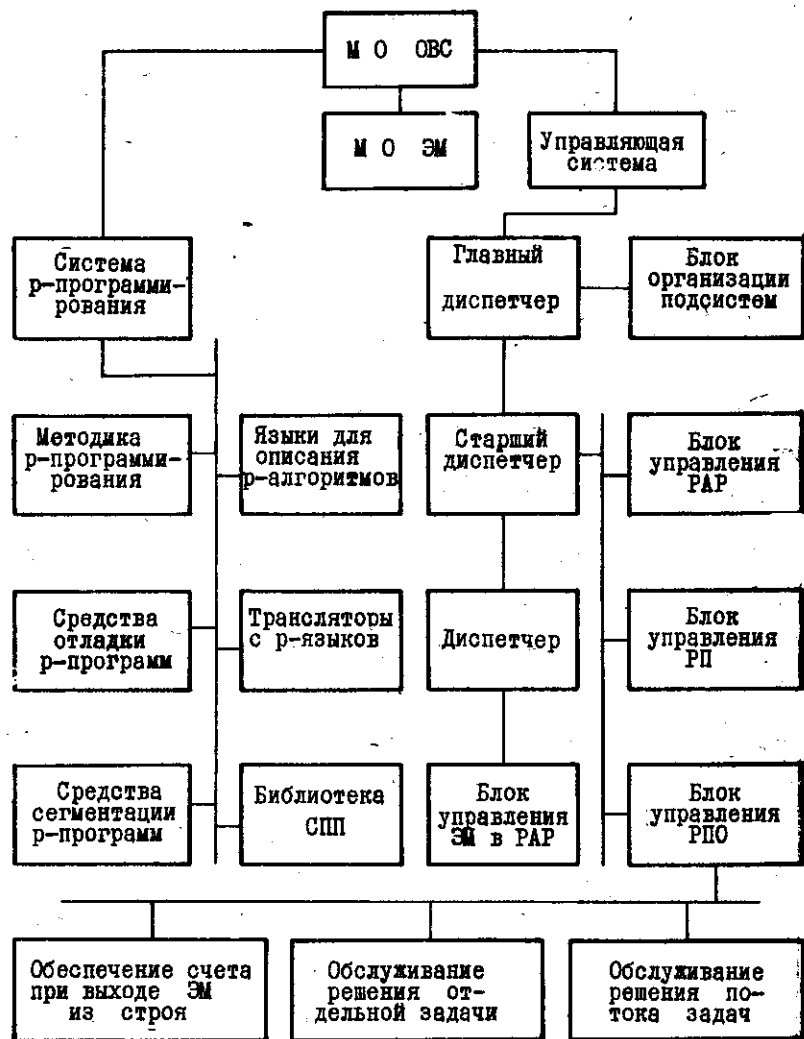 М О ОВС
М О ЭМ
Управляющая
система
Система
р-программи-
рования
Главный
диспетчер
Блок
организации
подсистем
Методика
р-программи-
рования
Языки для
описания
р-алгоритмов
Старший
диспетчер
Блок
управления
РАР
Средства
отладки
р-программ
Трансляторы
с р-языков
Диспетчер
Блок
управления
РП
Средства
сегментации
р-программ
Библиотека
СПП
Блок
управления
ЭМ в РАР
Блок
управления
РПО
Обеспечение счета
при выходе ЭМ
из строя
Обслуживание
решения от-
дельной задачи
Обслуживание
решения по-
тока задач